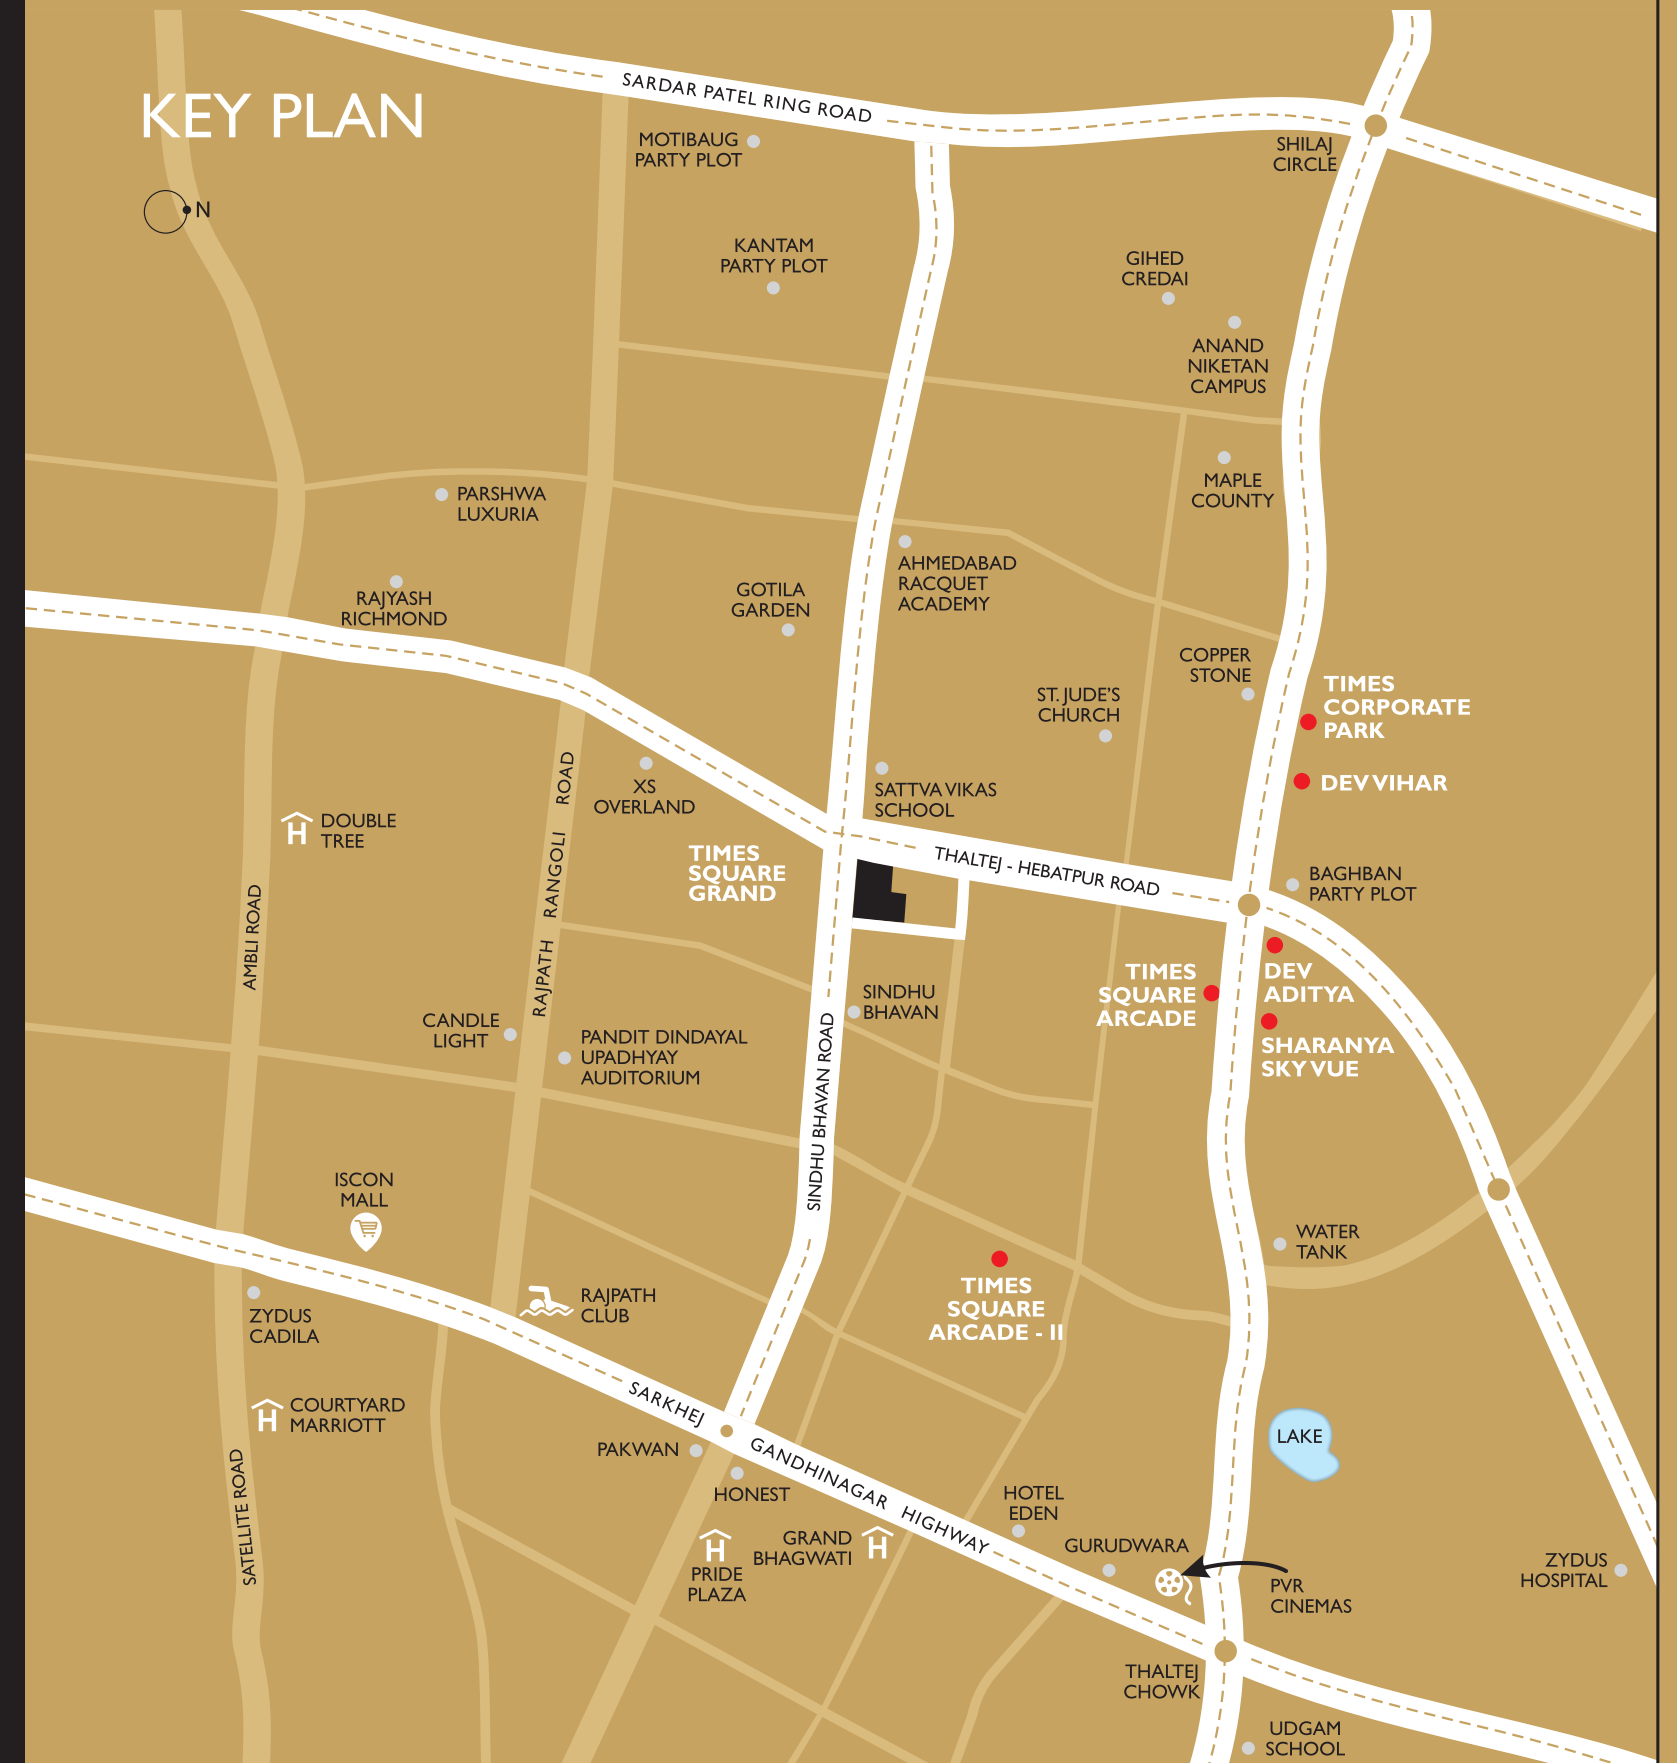 SARDAR PATEL RING ROAD
KEY PLAN
MOTIBAUG
PARTY PLOT
SHILAJ
CIRCLE
N
KANTAM
PARTY PLOT
GIHED
CREDAI
ANAND
NIKETAN
CAMPUS
MAPLE
COUNTY
PARSHWA
LUXURIA
AHMEDABAD
RACQUET
ACADEMY
RAJYASH
RICHMOND
GOTILA
GARDEN
COPPER
STONE
ST. JUDE'S
CHURCH
TIMES
CORPORATE
PARK
DEV VIHAR
XS
OVERLAND
SATTVA VIKAS
SCHOOL
DOUBLE
TREE
H
TIMES
SQUARE
GRAND
THALTEJ - HEBATPUR ROAD
BAGHBAN
PARTY PLOT
AMBLI ROAD
RAJPATH RANGOLI ROAD
TIMES
SQUARE
ARCADE
DEV
ADITYA
SINDHU
BHAVAN
CANDLE
LIGHT
PANDIT DINDAYAL
UPADHYAY
AUDITORIUM
SHARANYA
SKY VUE
SINDHU BHAVAN ROAD
ISCON
MALL
WATER
TANK
TIMES
SQUARE
ARCADE - II
RAJPATH
CLUB
ZYDUS
CADILA
SARKHEJ
GANDHINAGAR HIGHWAY
H
COURTYARD
MARRIOTT
PAKWAN
HONEST
LAKE
SATELLITE ROAD
HOTEL
EDEN
H
PRIDE
PLAZA
GRAND
BHAGWATI
H
GURUDWARA
PVR
CINEMAS
ZYDUS
HOSPITAL
THALTEJ
CHOWK
UDGAM
SCHOOL